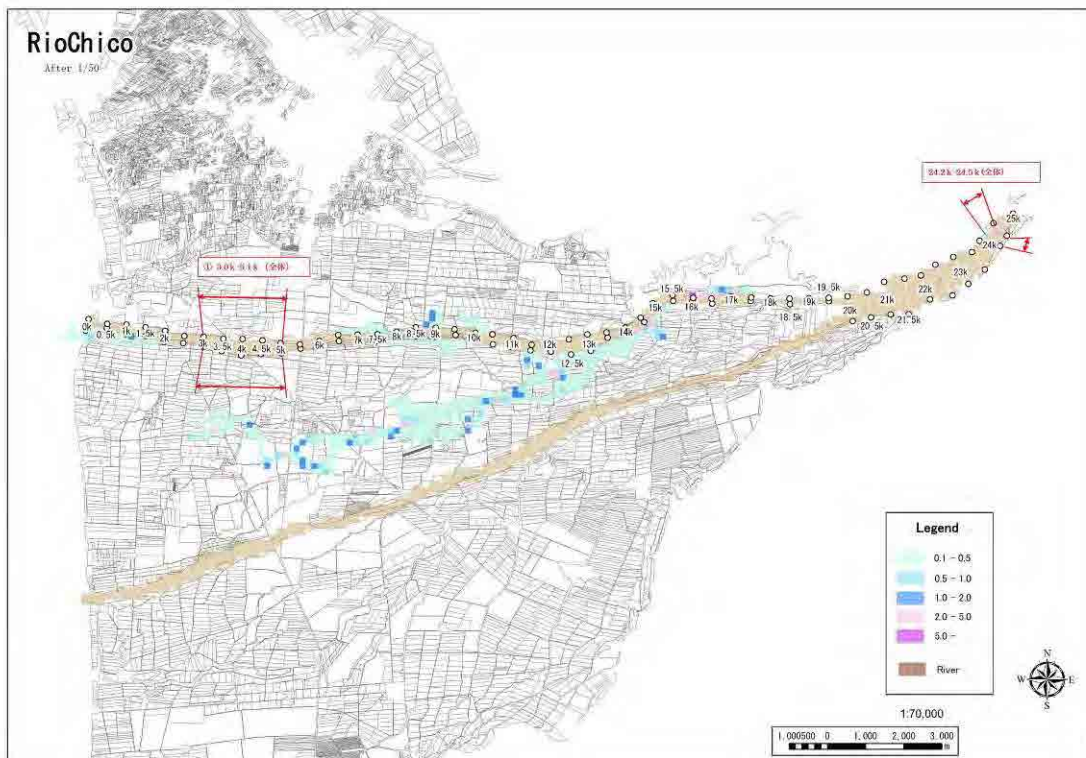 RioChico
After 1/50
24.2k-24.5k(全体)
① 3.0k-5.1k (全体)
0k
0.5k
1k
1.5k
2k
3k
3.5k
4k
4.5k
5k
6k
7k
7.5k
8k
8.5k
9k
10k
11k
12k
12.5k
13k
14k
15k
15.5k
16k
17k
18k
18.5k
19k
19.5k
20k
20.5k
21k
21.5k
22k
23k
24k
25k
Legend
0.1 - 0.5
0.5 - 1.0
1.0 - 2.0
2.0 - 5.0
5.0 -
River
N
W E
S
1:70,000
1,000500 0 1,000 2,000 3,000